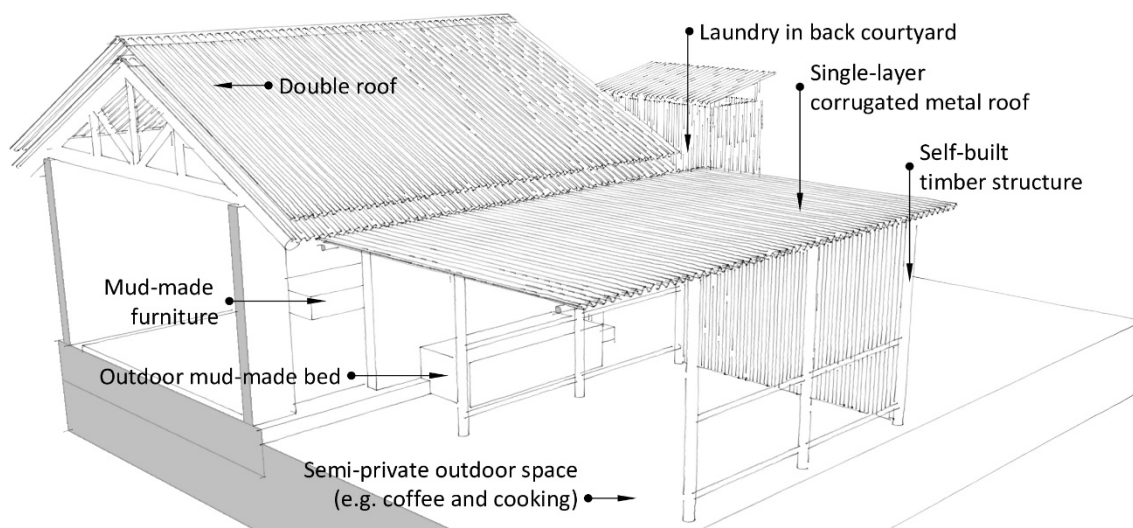 Laundry in back courtyard
Double roof
Single-layer
corrugated metal roof
Self-built
timber structure
Mud-made
furniture
Outdoor mud-made bed
Semi-private outdoor space
(e.g. coffee and cooking)